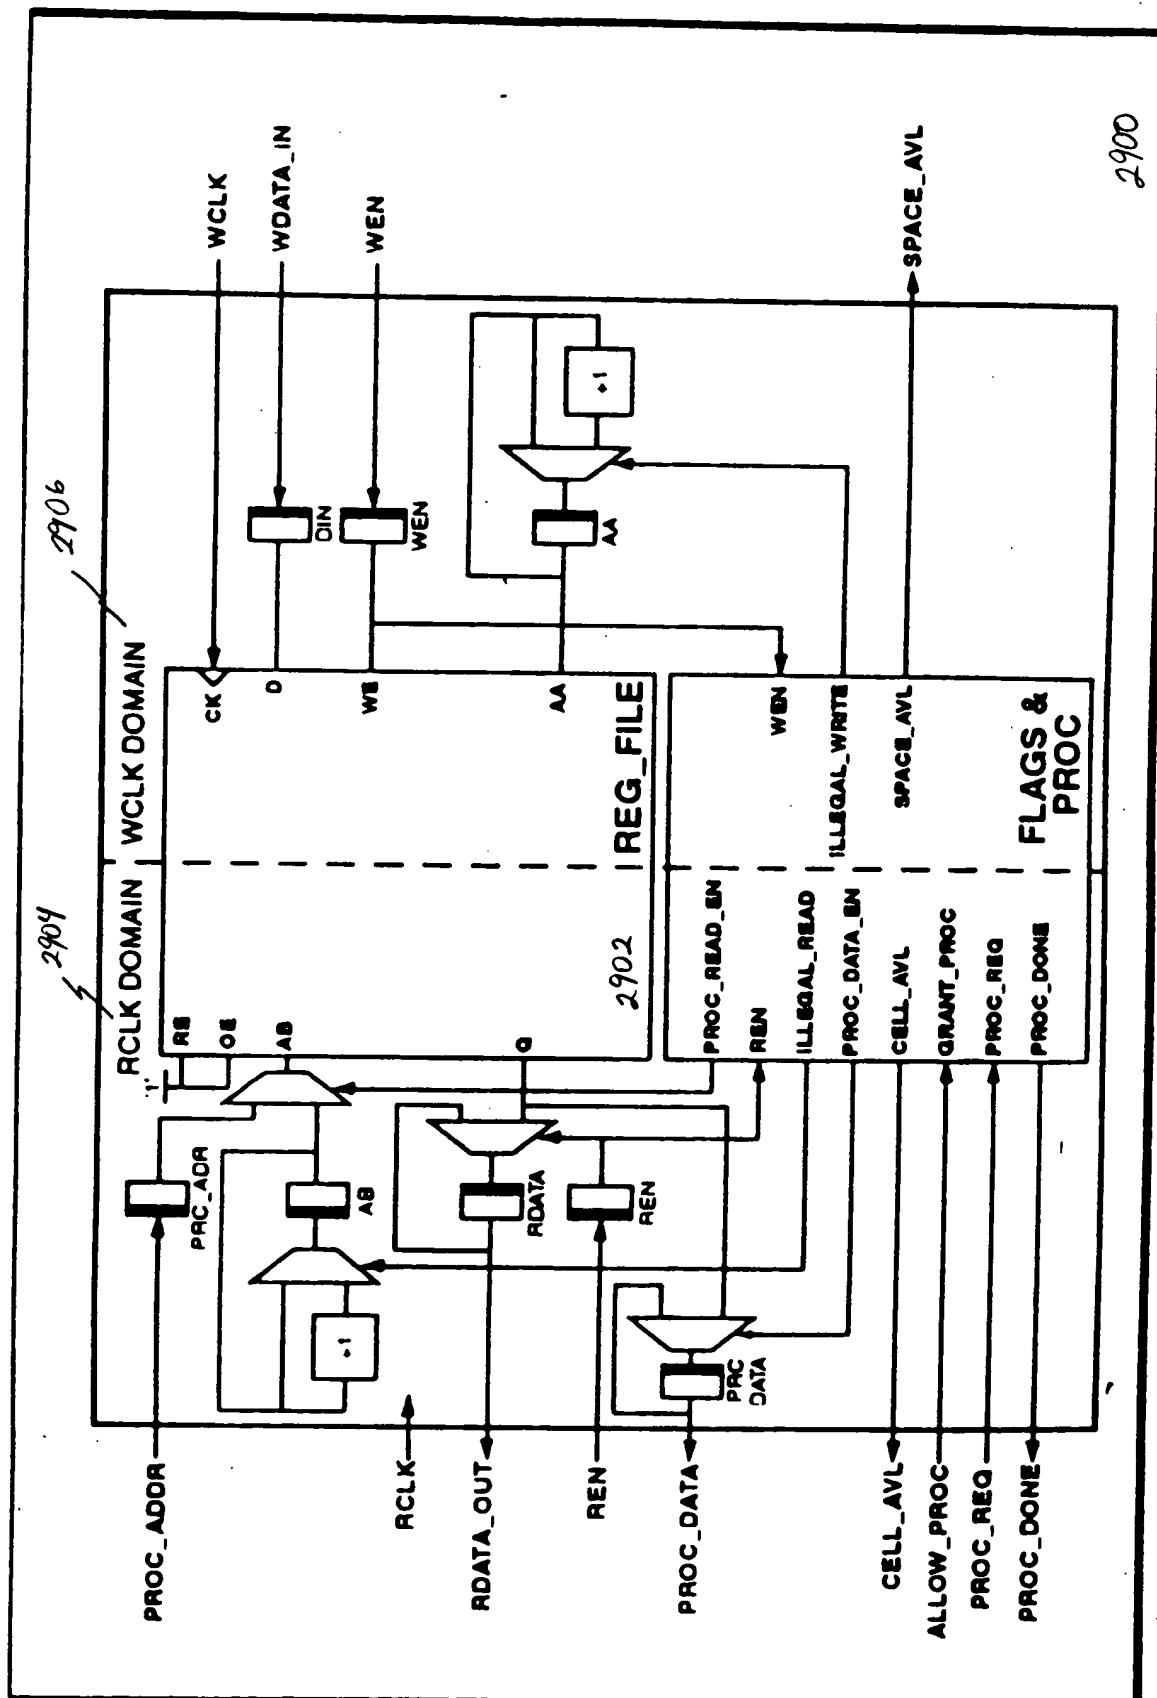 2904
2906
RCLK DOMAIN
WCLK DOMAIN
PROC_ADDR
RCLK
RDATA_OUT
REN
PROC_DATA
CELL_AVL
ALLOW_PROC
PROC_REQ
PROC_DONE
PRC_ADR
AB
RDATA
REN
PRC
DATA
+1
'1'
RE
OE
AB
Q
CK
D
WE
AA
2902
IREG_FILE
PROC_READ_EN
REN
ILLEGAL_READ
PROC_DATA_EN
CELL_AVL
GRANT_PROC
PROC_REQ
PROC_DONE
WEN
ILLEGAL_WRITE
SPACE_AVL
FLAGS &
PROC
DIN
WEN
AA
+1
WCLK
WDATA_IN
WEN
SPACE_AVL
2900